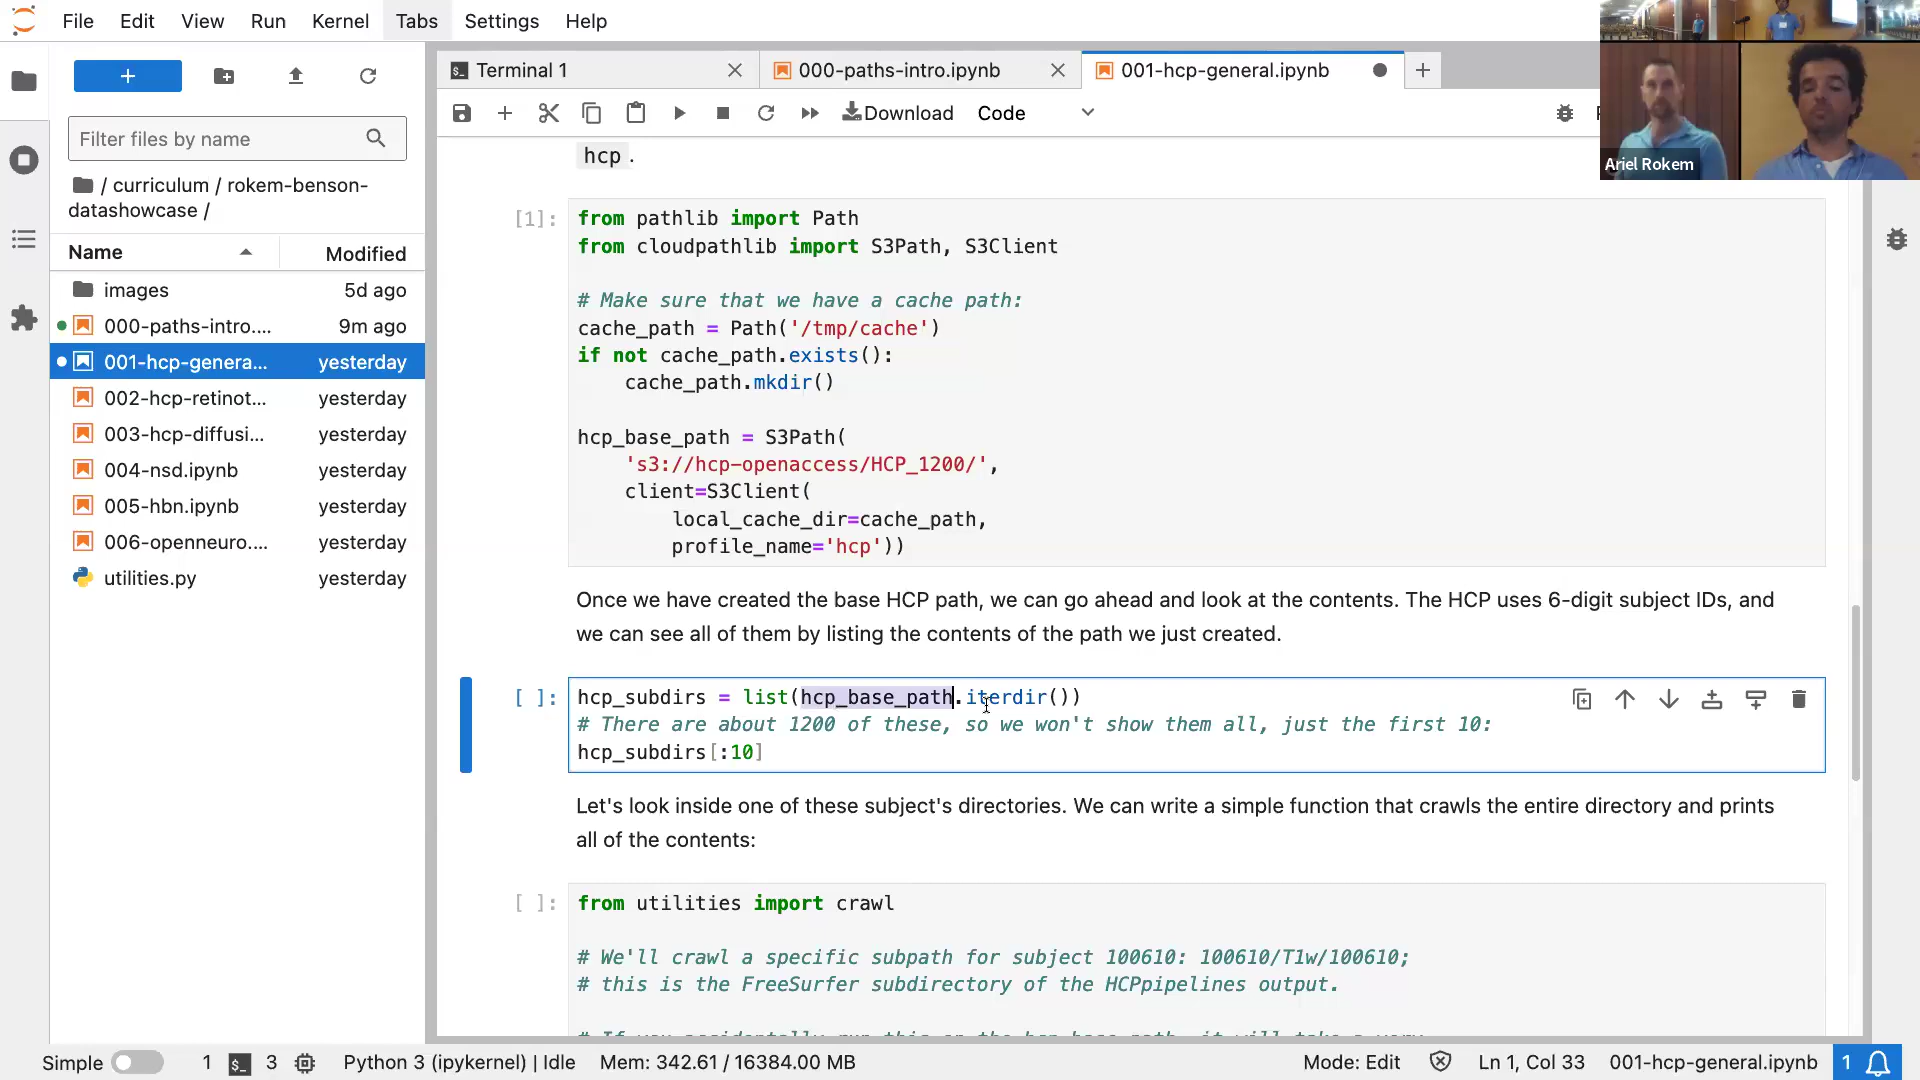 File Edit View Run Kernel Tabs Settings Help
Ariel Rokem
Terminal 1
000-paths-intro.ipynb
001-hcp-general.ipynb
Download Code
Filter files by name
/ curriculum / rokem-benson-
datashowcase /
Name Modified
images 5d ago
000-paths-intro.... 9m ago
001-hcp-genera... yesterday
002-hcp-retinot... yesterday
003-hcp-diffusi... yesterday
004-nsd.ipynb yesterday
005-hbn.ipynb yesterday
006-openneuro.... yesterday
utilities.py yesterday
hcp .
[1]:
from pathlib import Path
from cloudpathlib import S3Path, S3Client
# Make sure that we have a cache path:
cache_path = Path('/tmp/cache')
if not cache_path.exists():
    cache_path.mkdir()
hcp_base_path = S3Path(
    's3://hcp-openaccess/HCP_1200/',
    client=S3Client(
        local_cache_dir=cache_path,
        profile_name='hcp'))
Once we have created the base HCP path, we can go ahead and look at the contents. The HCP uses 6-digit subject IDs, and
we can see all of them by listing the contents of the path we just created.
[ ]:
hcp_subdirs = list(hcp_base_path.iterdir())
# There are about 1200 of these, so we won't show them all, just the first 10:
hcp_subdirs[:10]
Let's look inside one of these subject's directories. We can write a simple function that crawls the entire directory and prints
all of the contents:
[ ]:
from utilities import crawl
# We'll crawl a specific subpath for subject 100610: 100610/T1w/100610;
# this is the FreeSurfer subdirectory of the HCPpipelines output.
Simple 1 $_ 3 Python 3 (ipykernel) | Idle Mem: 342.61 / 16384.00 MB Mode: Edit Ln 1, Col 33 001-hcp-general.ipynb 1